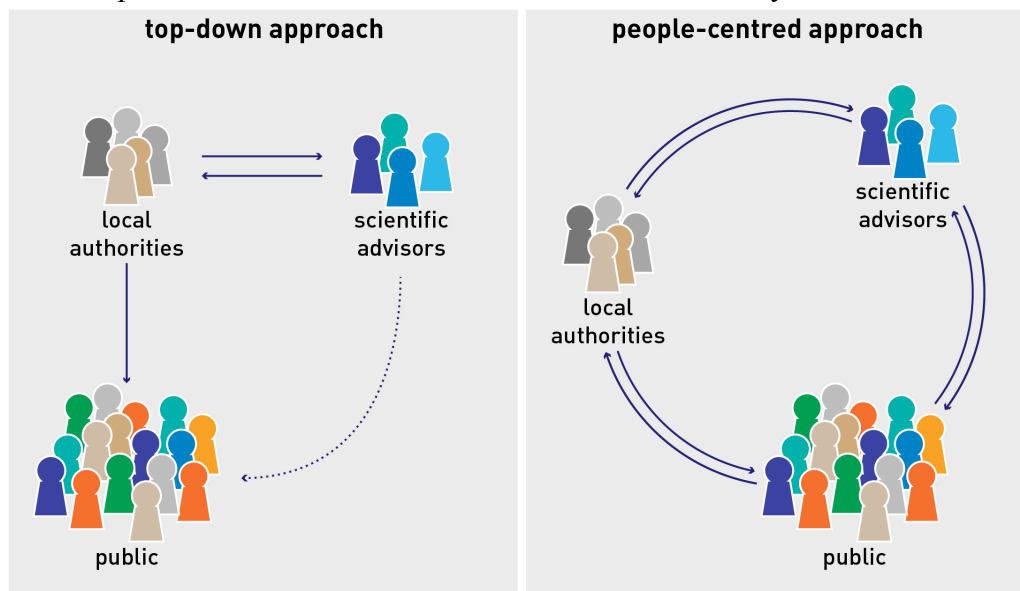 top-down approach
local
authorities
scientific
advisors
public
people-centred approach
scientific
advisors
local
authorities
public